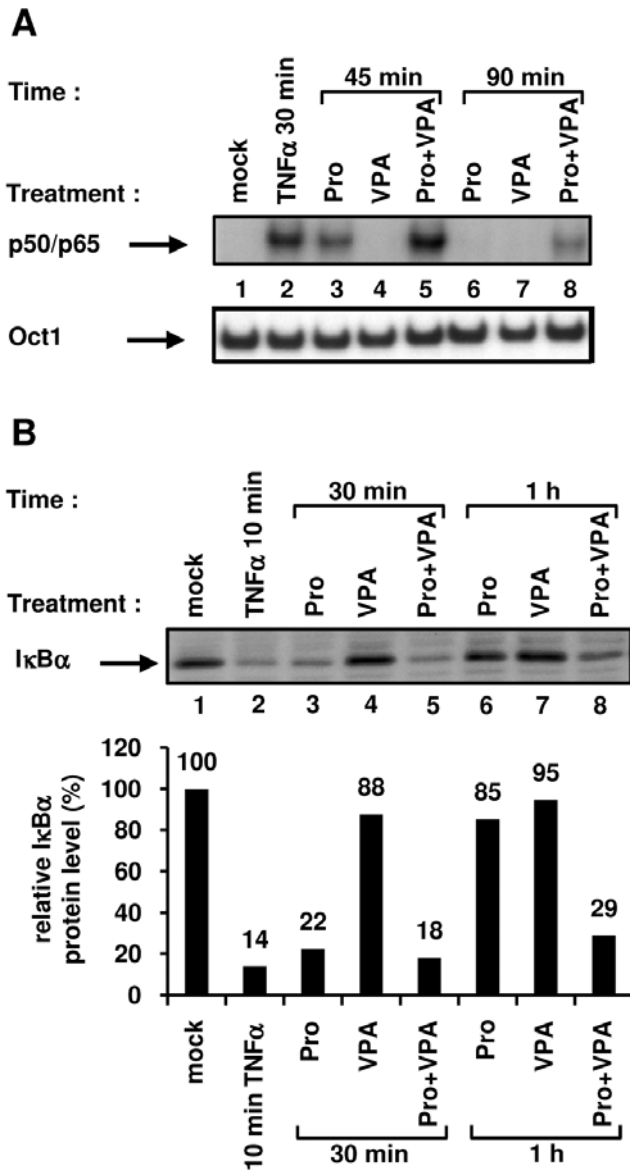 A
Time :
45 min
90 min
mock
TNFα 30 min
Pro
VPA
Pro+VPA
Pro
VPA
Pro+VPA
Treatment :
p50/p65
1 2 3 4 5 6 7 8
Oct1
B
Time :
30 min
1 h
mock
TNFα 10 min
Pro
VPA
Pro+VPA
Pro
VPA
Pro+VPA
Treatment :
IκBα
1 2 3 4 5 6 7 8
relative IκBα
protein level (%)
120
100
80
60
40
20
0
100
14
22
88
18
85
95
29
mock
10 min TNFα
Pro
VPA
Pro+VPA
Pro
VPA
Pro+VPA
30 min
1 h